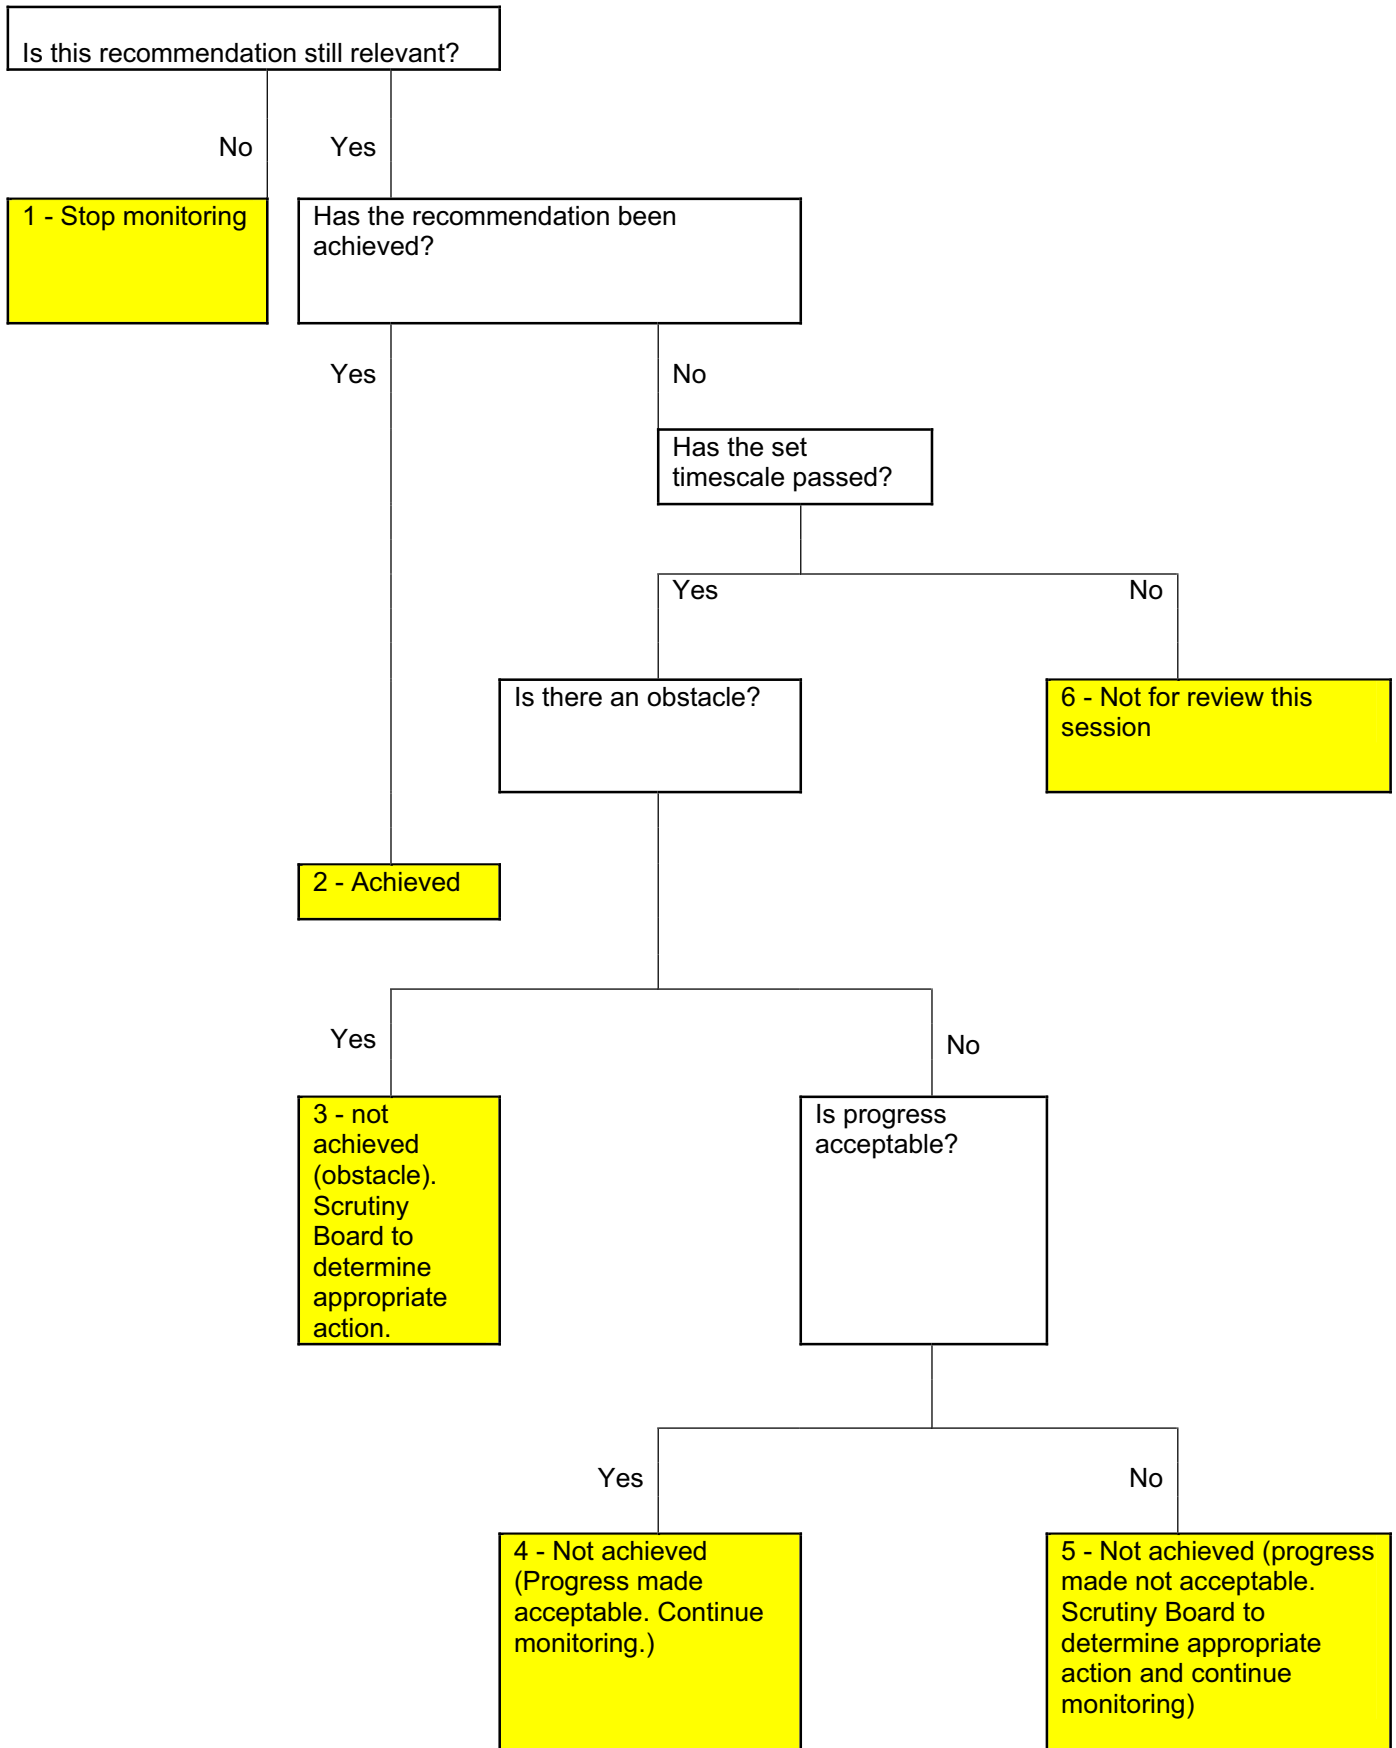 Is this recommendation still relevant?
No
Yes
1 - Stop monitoring
Has the recommendation been
achieved?
Yes
No
Has the set
timescale passed?
Yes
No
Is there an obstacle?
6 - Not for review this
session
2 - Achieved
Yes
No
3 - not
achieved
(obstacle).
Scrutiny
Board to
determine
appropriate
action.
Is progress
acceptable?
Yes
No
4 - Not achieved
(Progress made
acceptable. Continue
monitoring.)
5 - Not achieved (progress
made not acceptable.
Scrutiny Board to
determine appropriate
action and continue
monitoring)